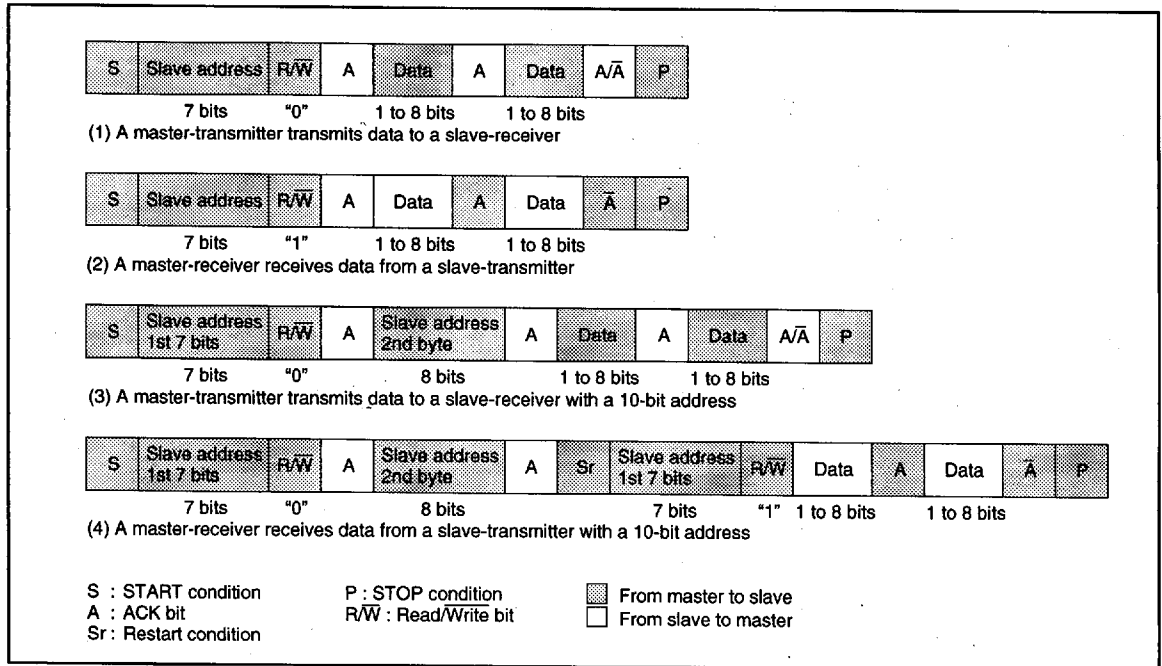 S Slave address R/W̅ A Data A Data A/A̅ P
7 bits "0" 1 to 8 bits 1 to 8 bits
(1) A master-transmitter transmits data to a slave-receiver
S Slave address R/W̅ A Data A Data A̅ P
7 bits "1" 1 to 8 bits 1 to 8 bits
(2) A master-receiver receives data from a slave-transmitter
S Slave address 1st 7 bits R/W̅ A Slave address 2nd byte A Data A Data A/A̅ P
7 bits "0" 8 bits 1 to 8 bits 1 to 8 bits
(3) A master-transmitter transmits data to a slave-receiver with a 10-bit address
S Slave address 1st 7 bits R/W̅ A Slave address 2nd byte A Sr Slave address 1st 7 bits R/W̅ Data A Data A̅ P
7 bits "0" 8 bits 7 bits "1" 1 to 8 bits 1 to 8 bits
(4) A master-receiver receives data from a slave-transmitter with a 10-bit address
S : START condition P : STOP condition From master to slave
A : ACK bit R/W̅ : Read/W̅r̅i̅t̅e̅ bit From slave to master
Sr : Restart condition